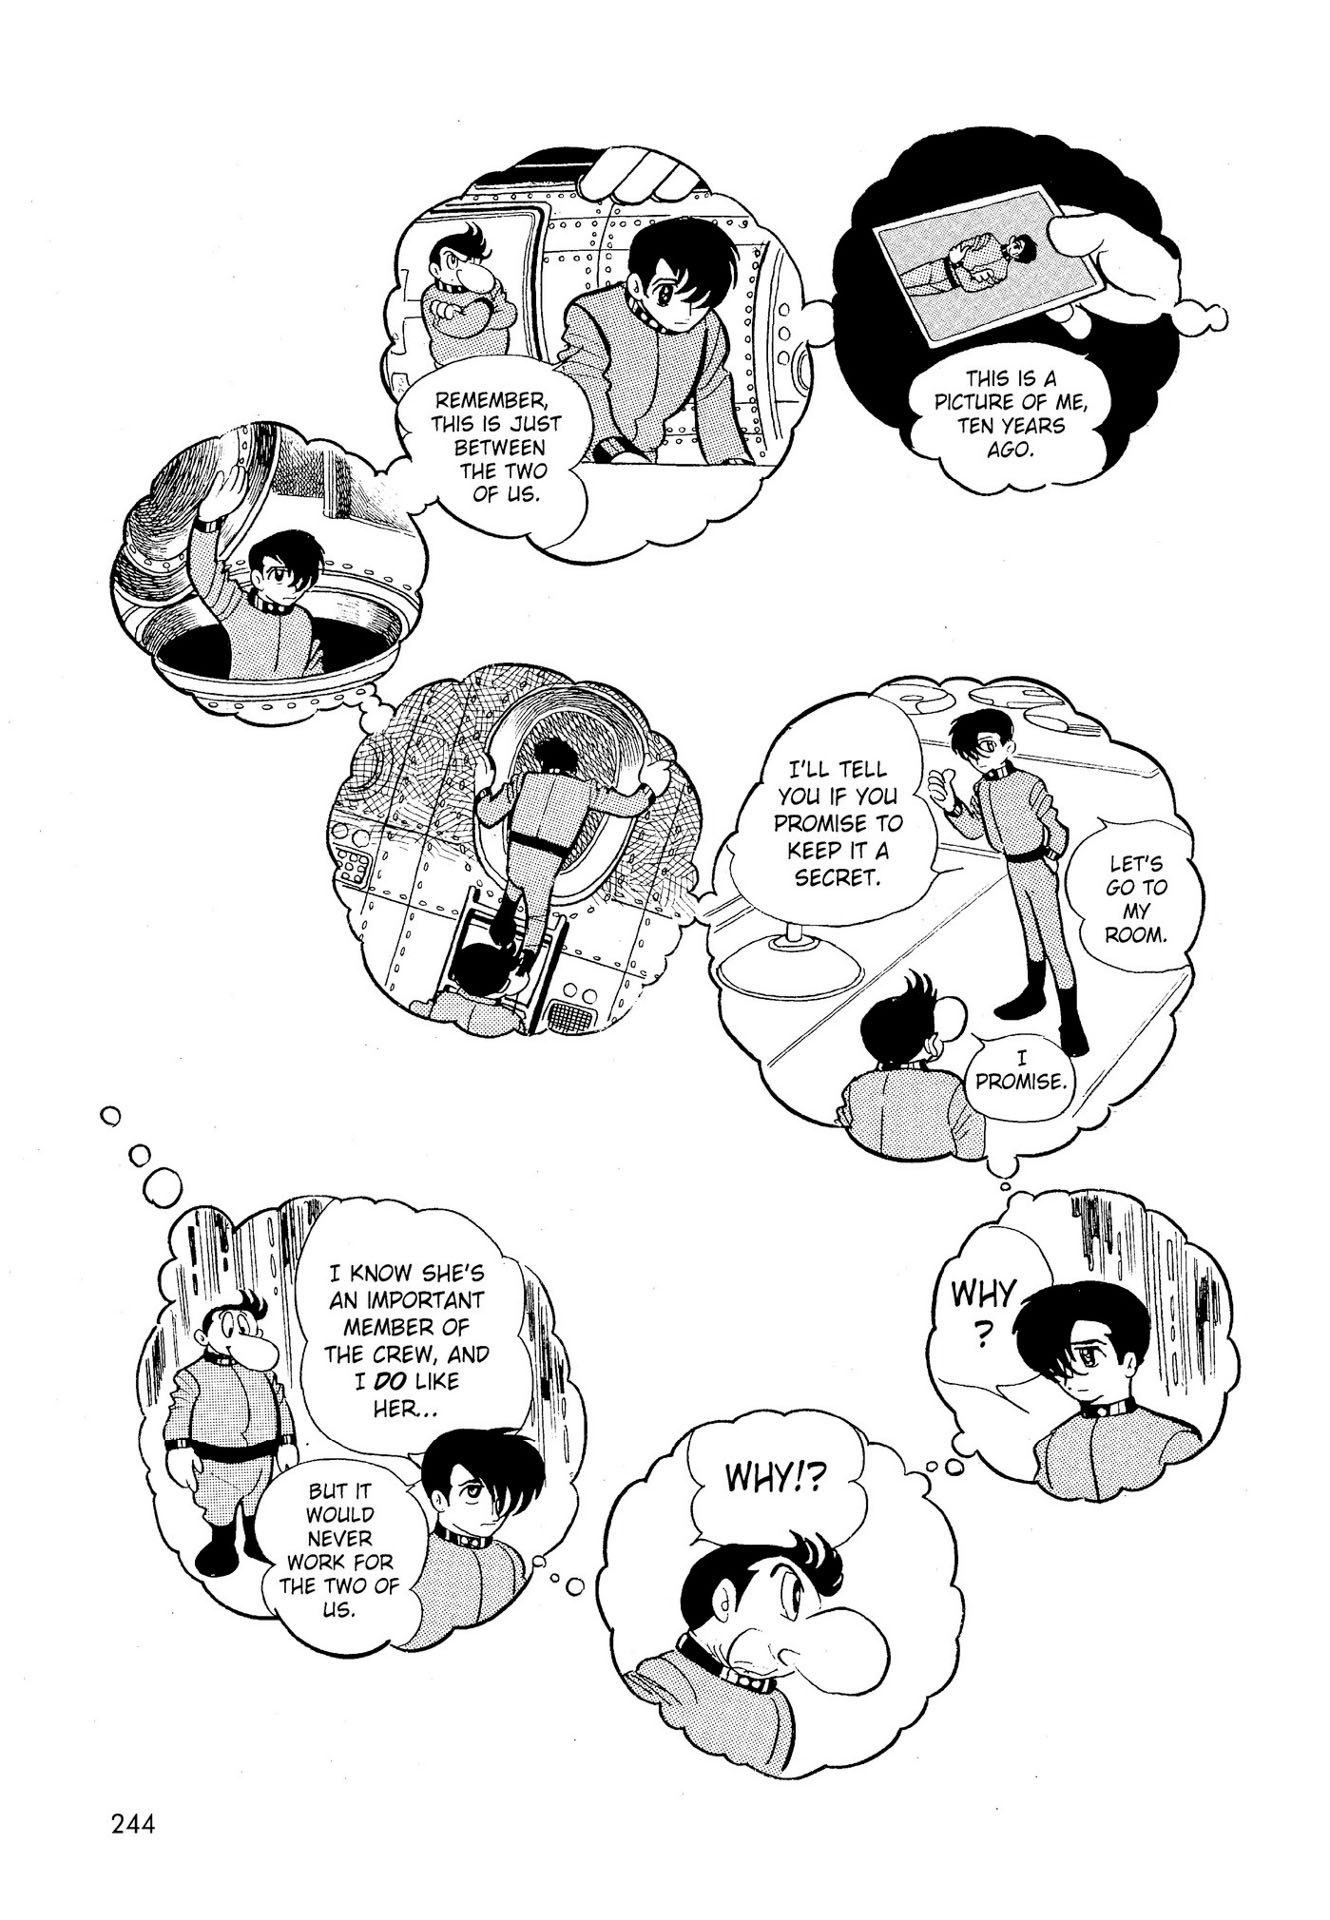 I KNOW SHE'S
AN IMPORTANT
MEMBER OF
THE CREW, AND
I DO LIKE
HER...
BUT IT
WOULD
NEVER
WORK FOR
THE TWO OF
US.
WHY!?
WHY
?
I'LL TELL
YOU IF YOU
PROMISE TO
KEEP IT A
SECRET.
I
PROMISE.
LET'S
GO TO
MY
ROOM.
REMEMBER,
THIS IS JUST
BETWEEN
THE TWO
OF US.
THIS IS A
PICTURE OF ME,
TEN YEARS
AGO.
244